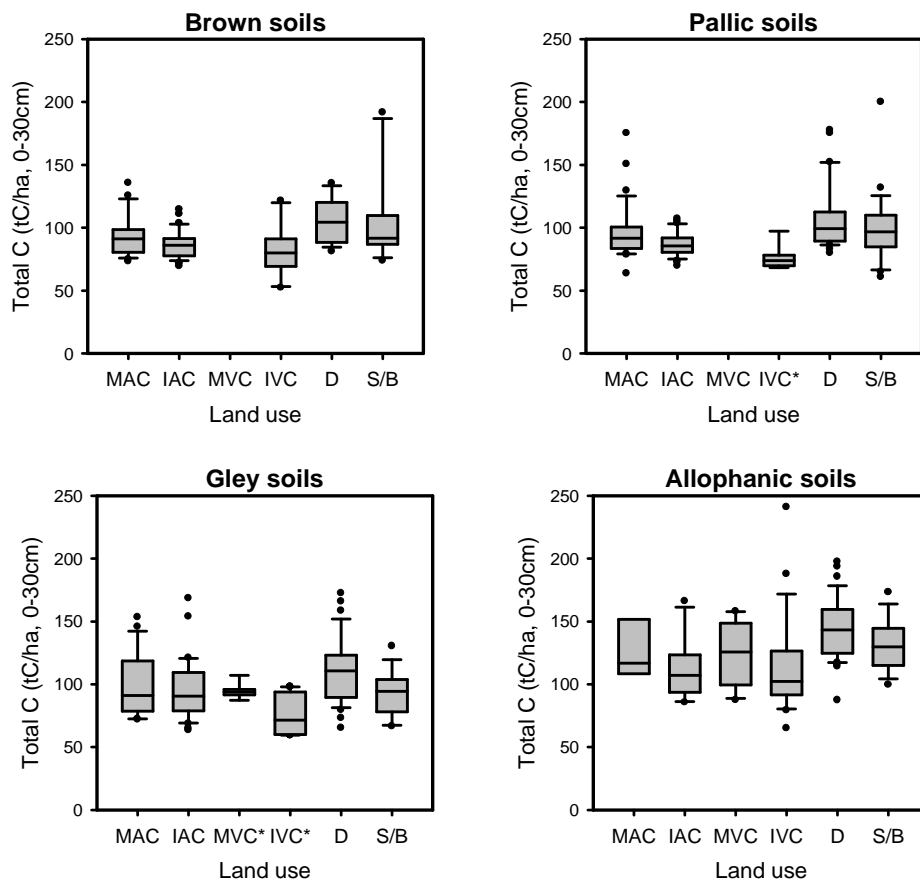 Brown soils
Total C (tC/ha, 0-30cm)
250
200
150
100
50
0
MAC IAC MVC IVC D S/B
Land use
Pallic soils
Total C (tC/ha, 0-30cm)
250
200
150
100
50
0
MAC IAC MVC IVC* D S/B
Land use
Gley soils
Total C (tC/ha, 0-30cm)
250
200
150
100
50
0
MAC IAC MVC* IVC* D S/B
Land use
Allophanic soils
Total C (tC/ha, 0-30cm)
250
200
150
100
50
0
MAC IAC MVC IVC D S/B
Land use